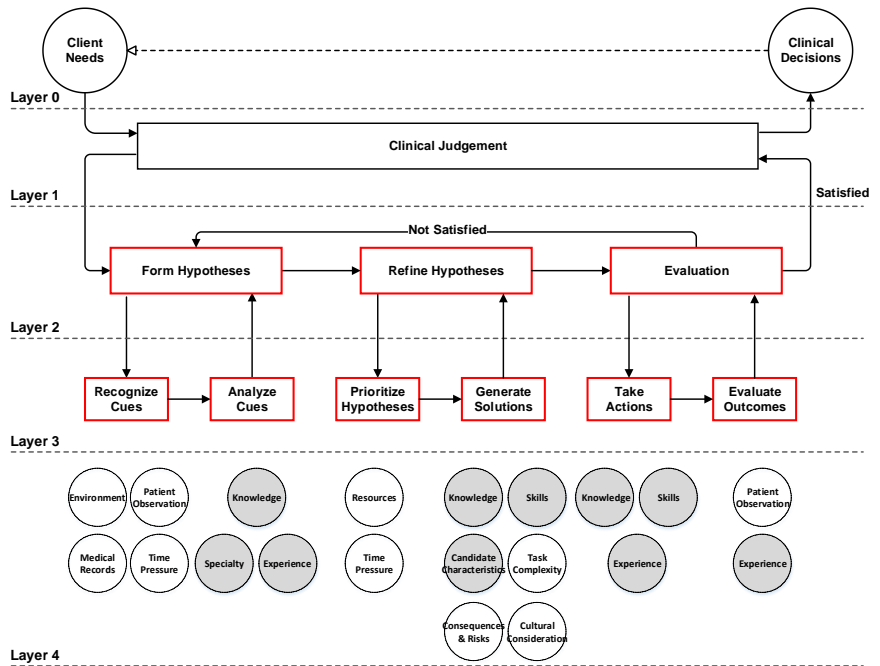 Client
Needs
Clinical
Decisions
Layer 0
Clinical Judgement
Layer 1
Satisfied
Not Satisfied
Form Hypotheses
Refine Hypotheses
Evaluation
Layer 2
Recognize
Cues
Analyze
Cues
Prioritize
Hypotheses
Generate
Solutions
Take
Actions
Evaluate
Outcomes
Layer 3
Environment
Patient
Observation
Knowledge
Resources
Knowledge
Skills
Knowledge
Skills
Patient
Observation
Medical
Records
Time
Pressure
Specialty
Experience
Time
Pressure
Candidate
Characteristics
Task
Complexity
Experience
Experience
Consequences
& Risks
Cultural
Consideration
Layer 4